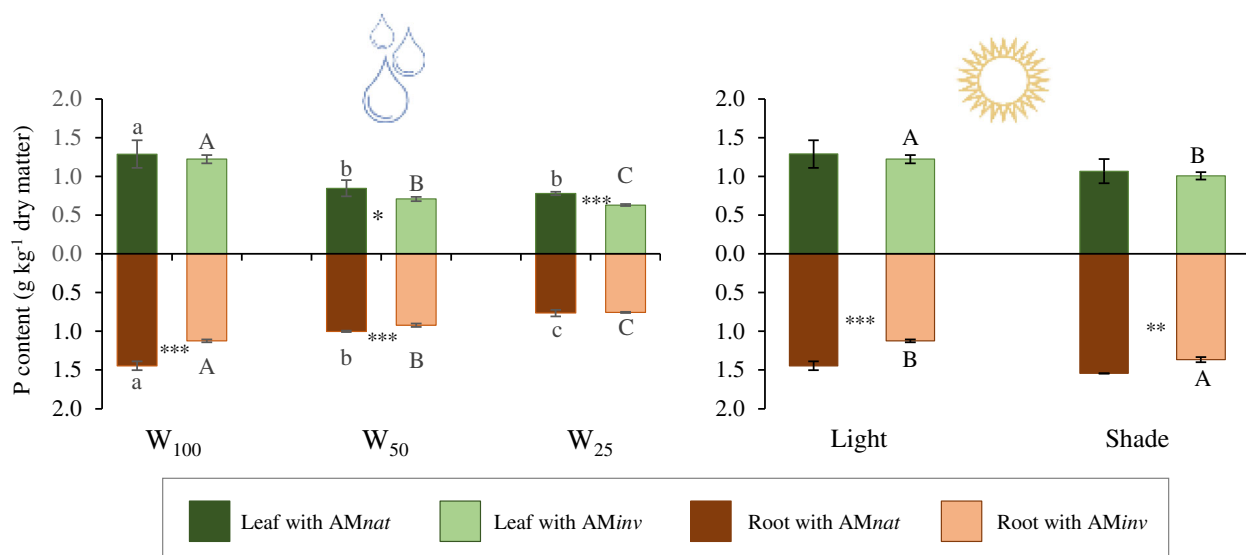 P content (g kg⁻¹ dry matter)
2.0
1.5
1.0
0.5
0.0
0.5
1.0
1.5
2.0
a
A
b
B
b
C
*
***
***
***
a
A
b
B
c
C
W₁₀₀
W₅₀
W₂₅
2.0
1.5
1.0
0.5
0.0
0.5
1.0
1.5
2.0
A
B
***
**
B
A
Light
Shade
Leaf with AMnat
Leaf with AMinv
Root with AMnat
Root with AMinv